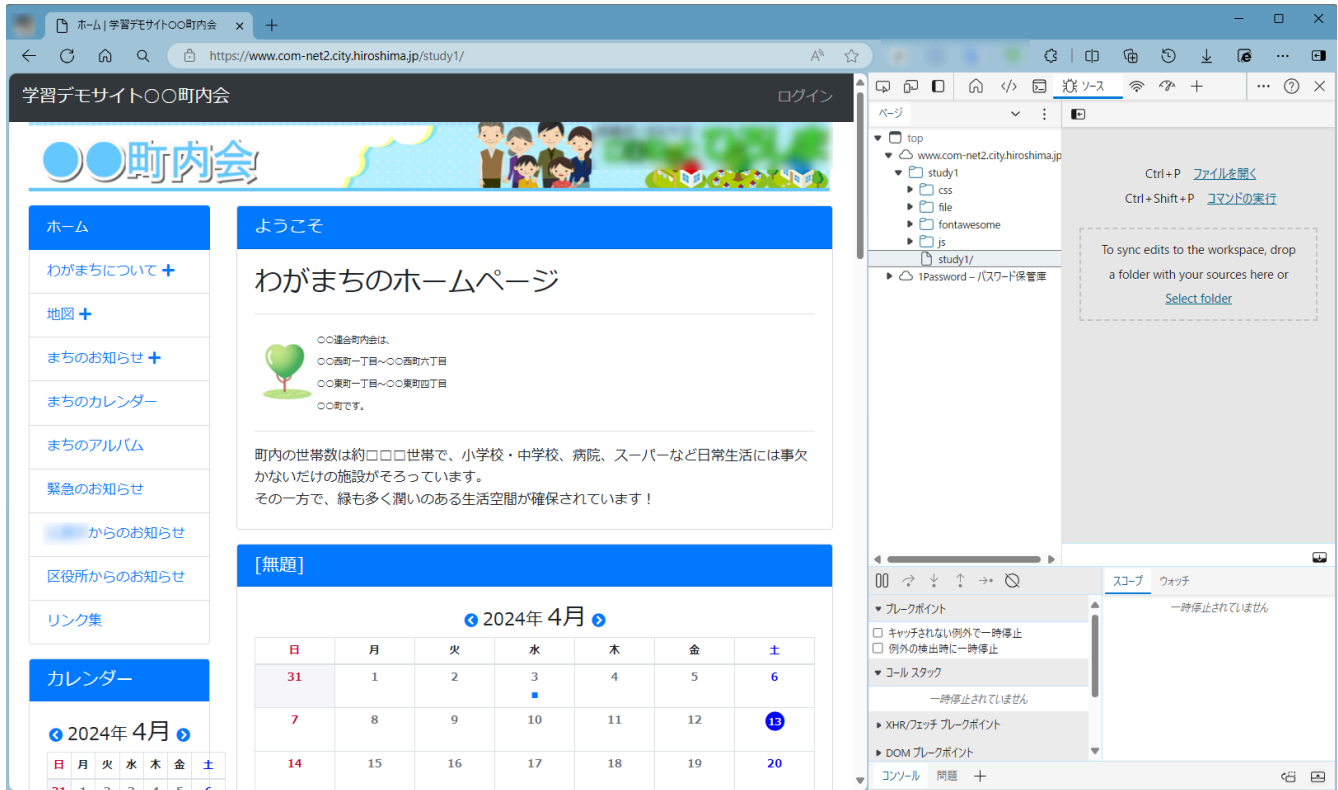 ホーム | 学習デモサイト○○町内会
https://www.com-net2.city.hiroshima.jp/study1/
学習デモサイト○○町内会
ログイン
●●町内会
ホーム
わがまちについて
地図
まちのお知らせ
まちのカレンダー
まちのアルバム
緊急のお知らせ
からのお知らせ
区役所からのお知らせ
リンク集
カレンダー
2024年 4月
日 月 火 水 木 金 土
31 1 2 3 4 5 6
ようこそ
わがまちのホームページ
○○連合町内会は、
○○西町一丁目～○○西町六丁目
○○東町一丁目～○○東町四丁目
○○町です。
町内の世帯数は約□□□世帯で、小学校・中学校、病院、スーパーなど日常生活には事欠
かないだけの施設がそろっています。
その一方で、緑も多く潤いのある生活空間が確保されています！
[無題]
2024年 4月
日 月 火 水 木 金 土
31 1 2 3 4 5 6
7 8 9 10 11 12 13
14 15 16 17 18 19 20
ソース
ページ
top
www.com-net2.city.hiroshima.jp
study1
css
file
fontawesome
js
study1/
1Password – パスワード保管庫
Ctrl+P ファイルを開く
Ctrl+Shift+P コマンドの実行
To sync edits to the workspace, drop
a folder with your sources here or
Select folder
ブレークポイント
キャッチされない例外で一時停止
例外の検出時に一時停止
コール スタック
一時停止されていません
XHR/フェッチ ブレークポイント
DOM ブレークポイント
スコープ ウォッチ
一時停止されていません
コンソール 問題